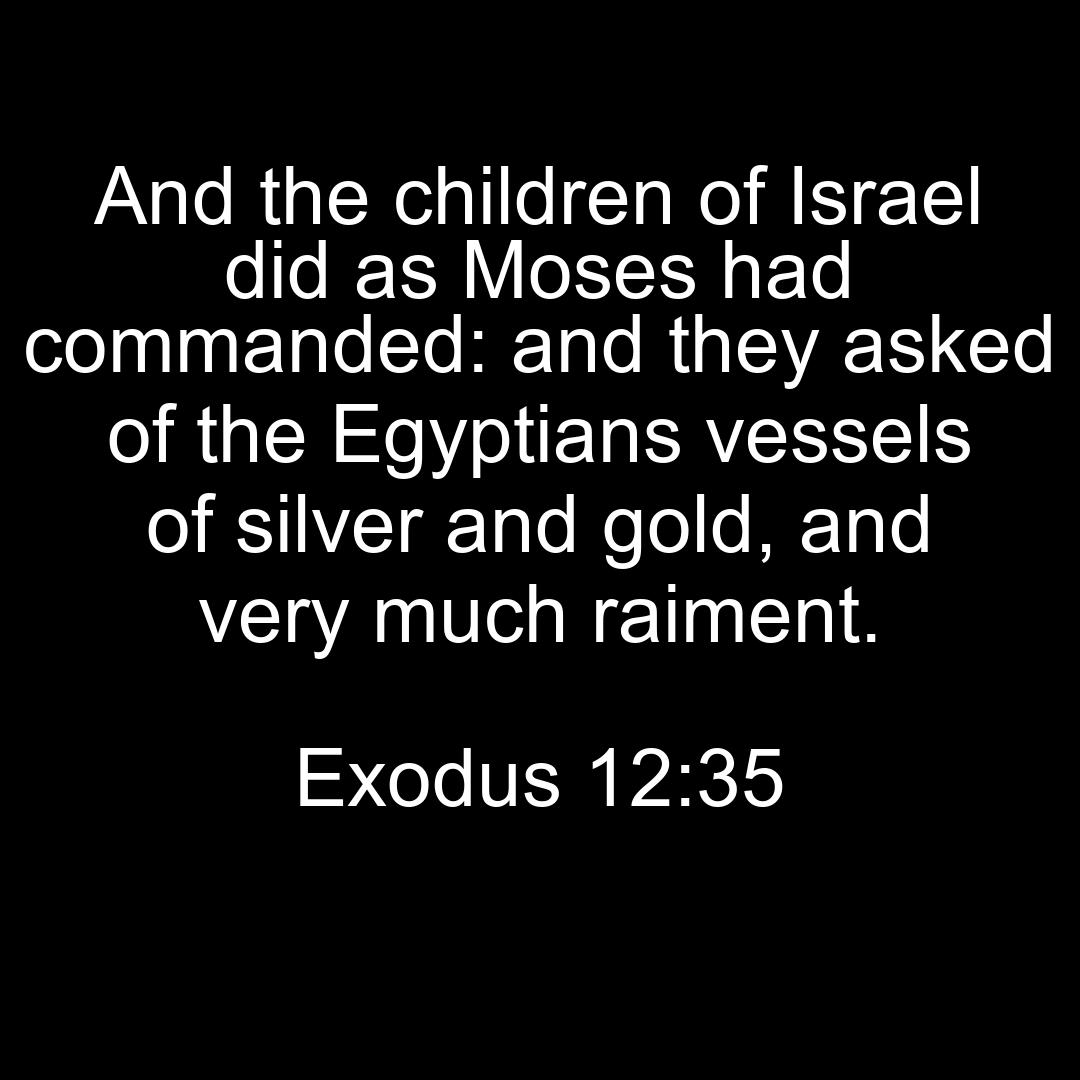 And the children of Israel
did as Moses had
commanded: and they asked
of the Egyptians vessels
of silver and gold, and
very much raiment.
Exodus 12:35